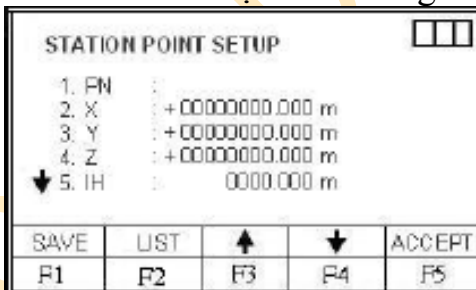 STATION POINT SETUP
1. PN :
2. X : +00000000.000 m
3. Y : +00000000.000 m
4. Z : +00000000.000 m
5. IH : 0000.000 m
SAVE LIST ACCEPT
F1 F2 F3 F4 F5